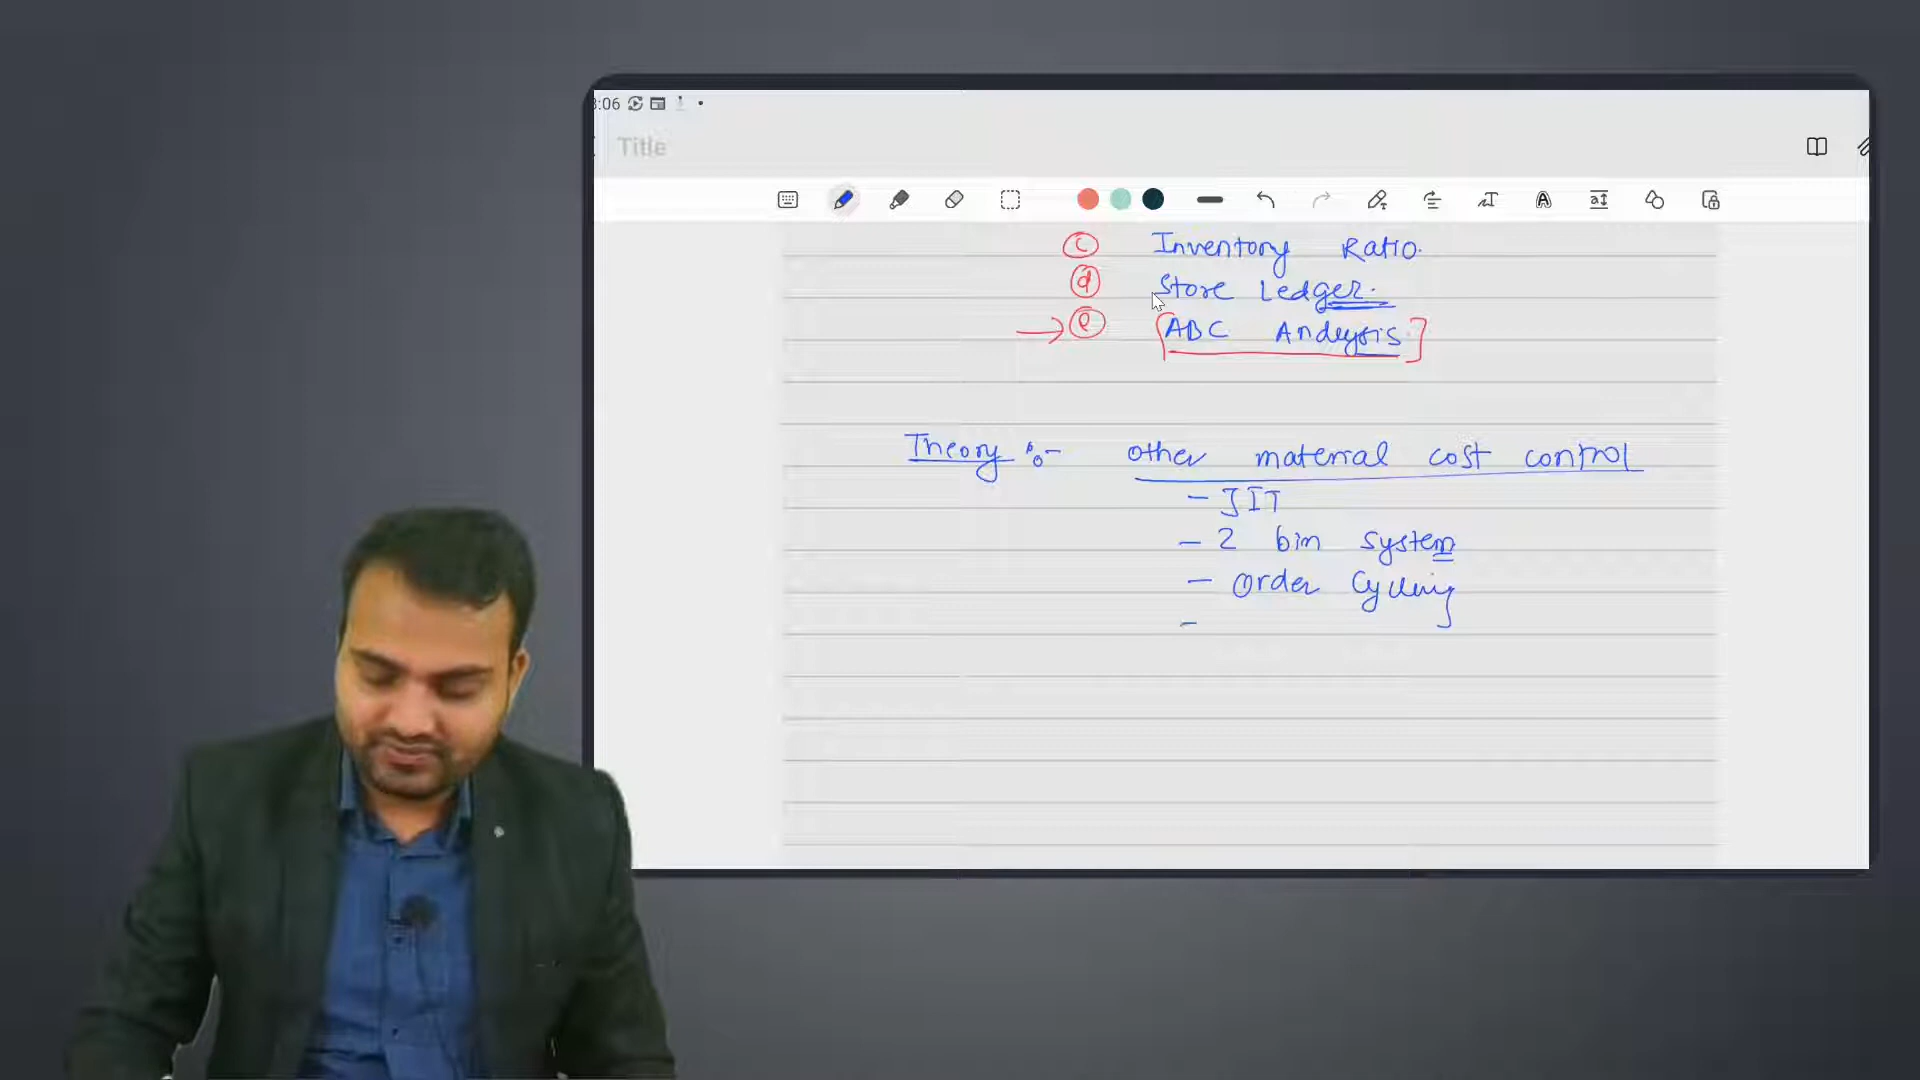 3:06
Title
c Inventory Ratio.
d Store Ledger.
→ e [ABC Analysis]
Theory :- other material cost control
- JIT
- 2 bin system
- Order Cycling
-